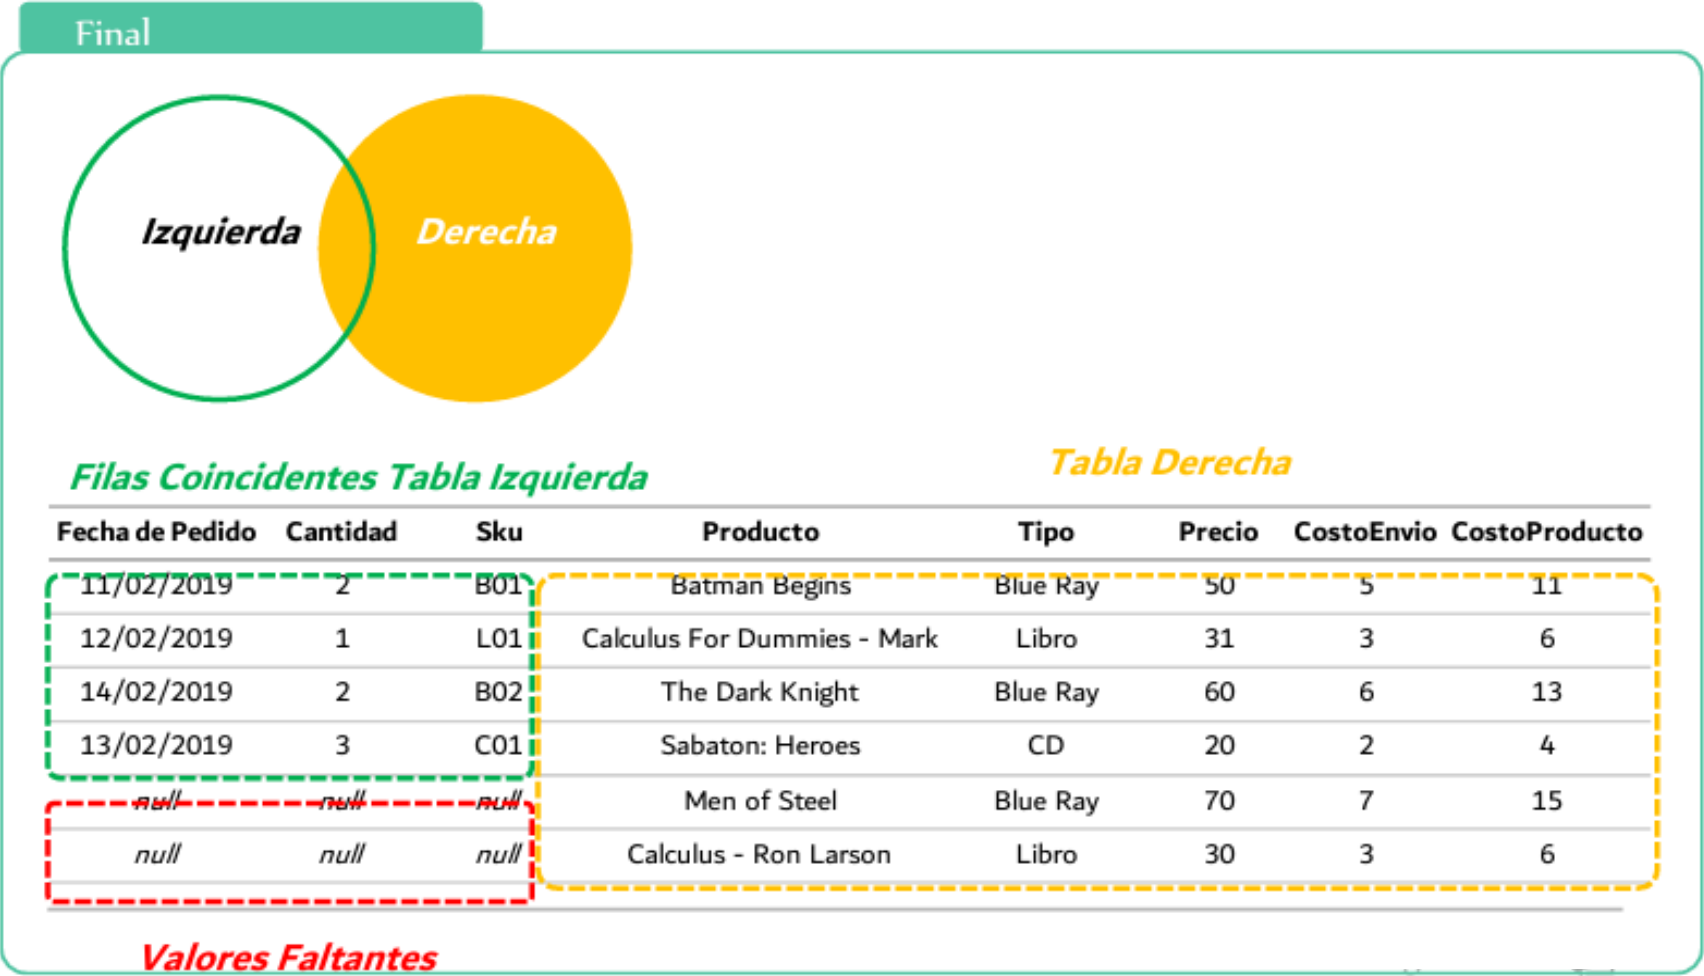 Final
Izquierda Derecha
Filas Coincidentes Tabla Izquierda Tabla Derecha
Fecha de Pedido Cantidad Sku Producto Tipo Precio CostoEnvio CostoProducto
11/02/2019 2 B01 Batman Begins Blue Ray 50 5 11
12/02/2019 1 L01 Calculus For Dummies - Mark Libro 31 3 6
14/02/2019 2 B02 The Dark Knight Blue Ray 60 6 13
13/02/2019 3 C01 Sabaton: Heroes CD 20 2 4
null null null Men of Steel Blue Ray 70 7 15
null null null Calculus - Ron Larson Libro 30 3 6
Valores Faltantes